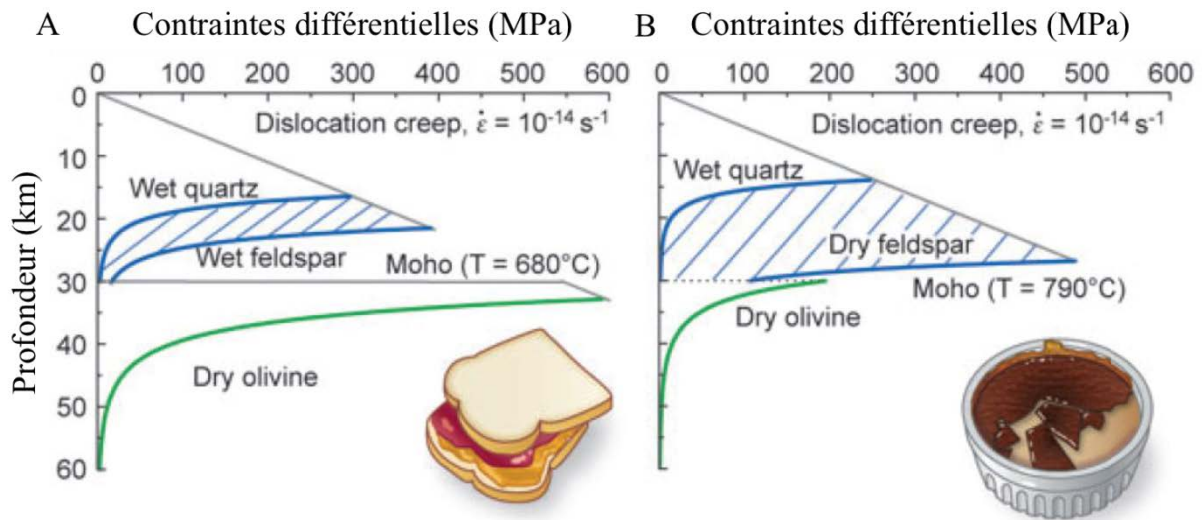 A Contraintes différentielles (MPa)
0 100 200 300 400 500 600
0
10
20
30
40
50
60
Profondeur (km)
Dislocation creep, ε̇ = 10⁻¹⁴ s⁻¹
Wet quartz
Wet feldspar
Moho (T = 680°C)
Dry olivine
B Contraintes différentielles (MPa)
0 100 200 300 400 500 600
Dislocation creep, ε̇ = 10⁻¹⁴ s⁻¹
Wet quartz
Dry feldspar
Moho (T = 790°C)
Dry olivine